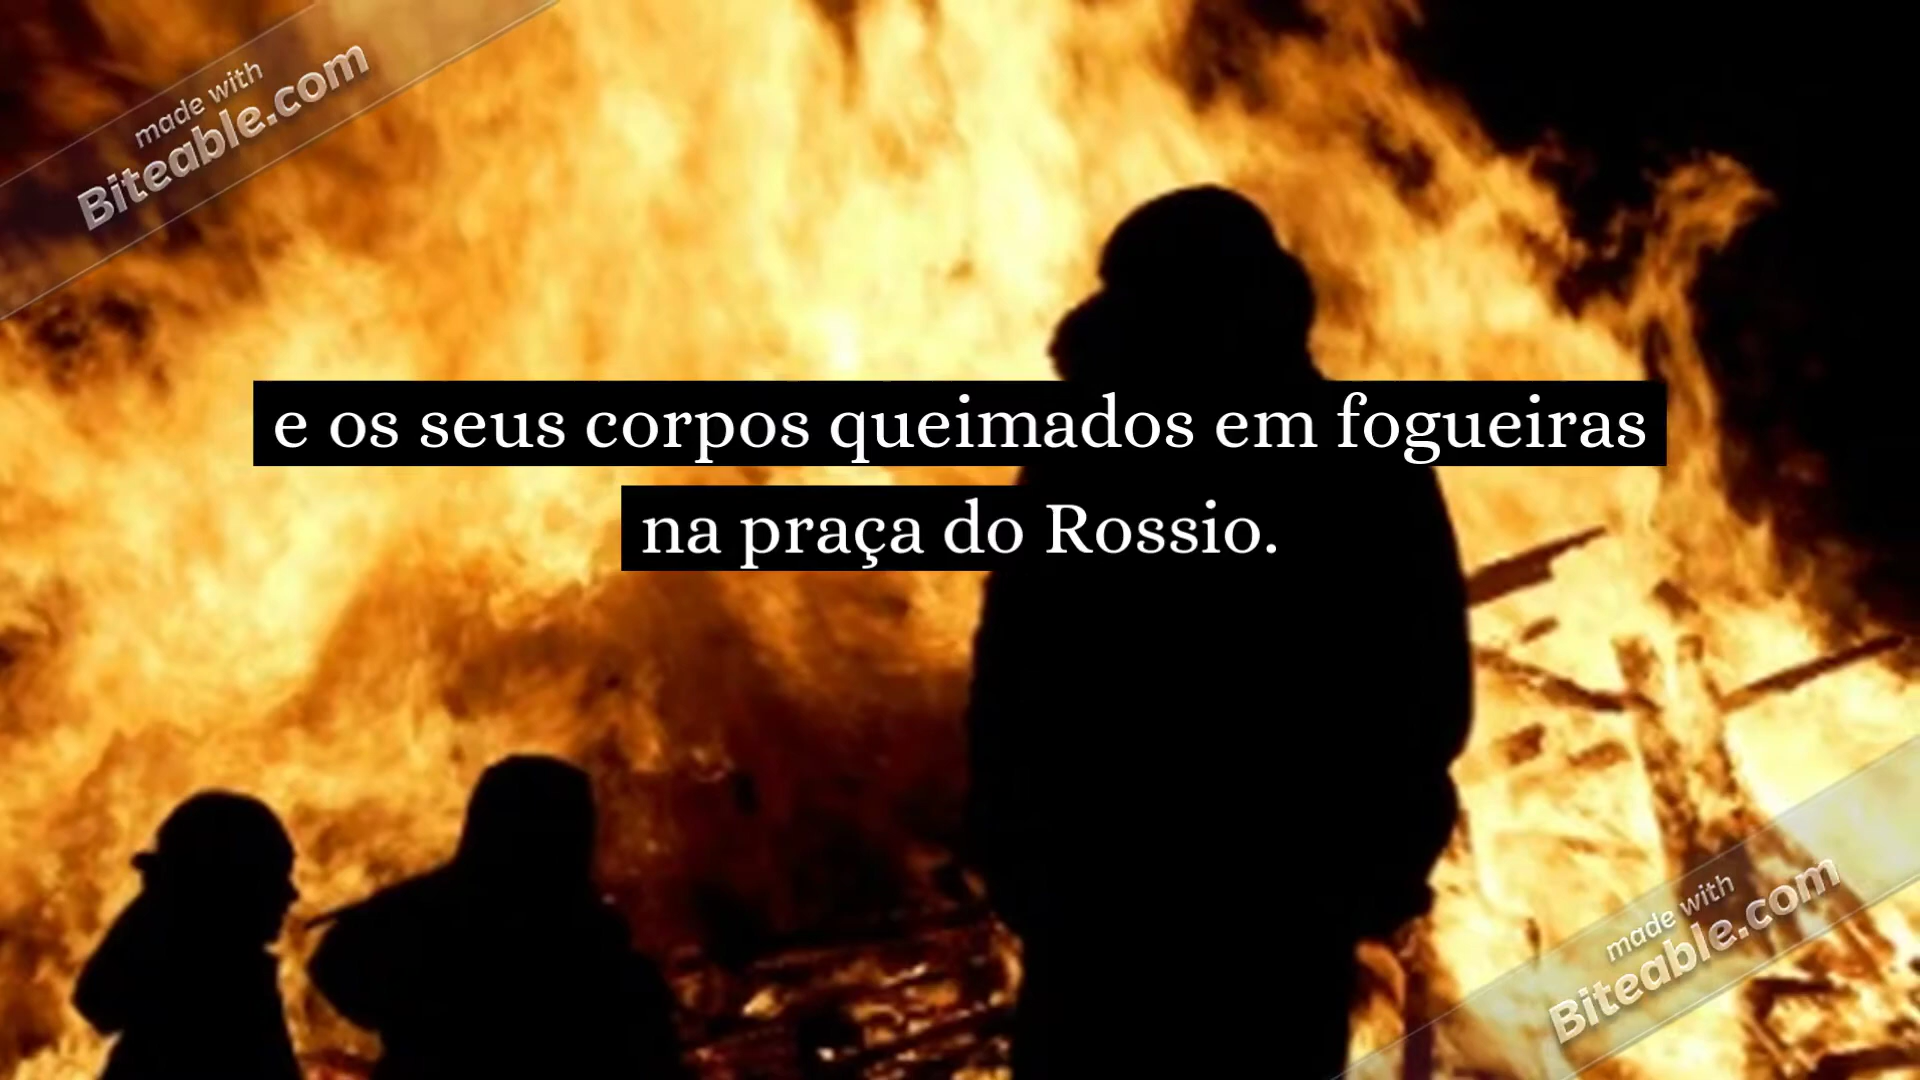 made with
Biteable.com
e os seus corpos queimados em fogueiras
na praça do Rossio.
made with
Biteable.com